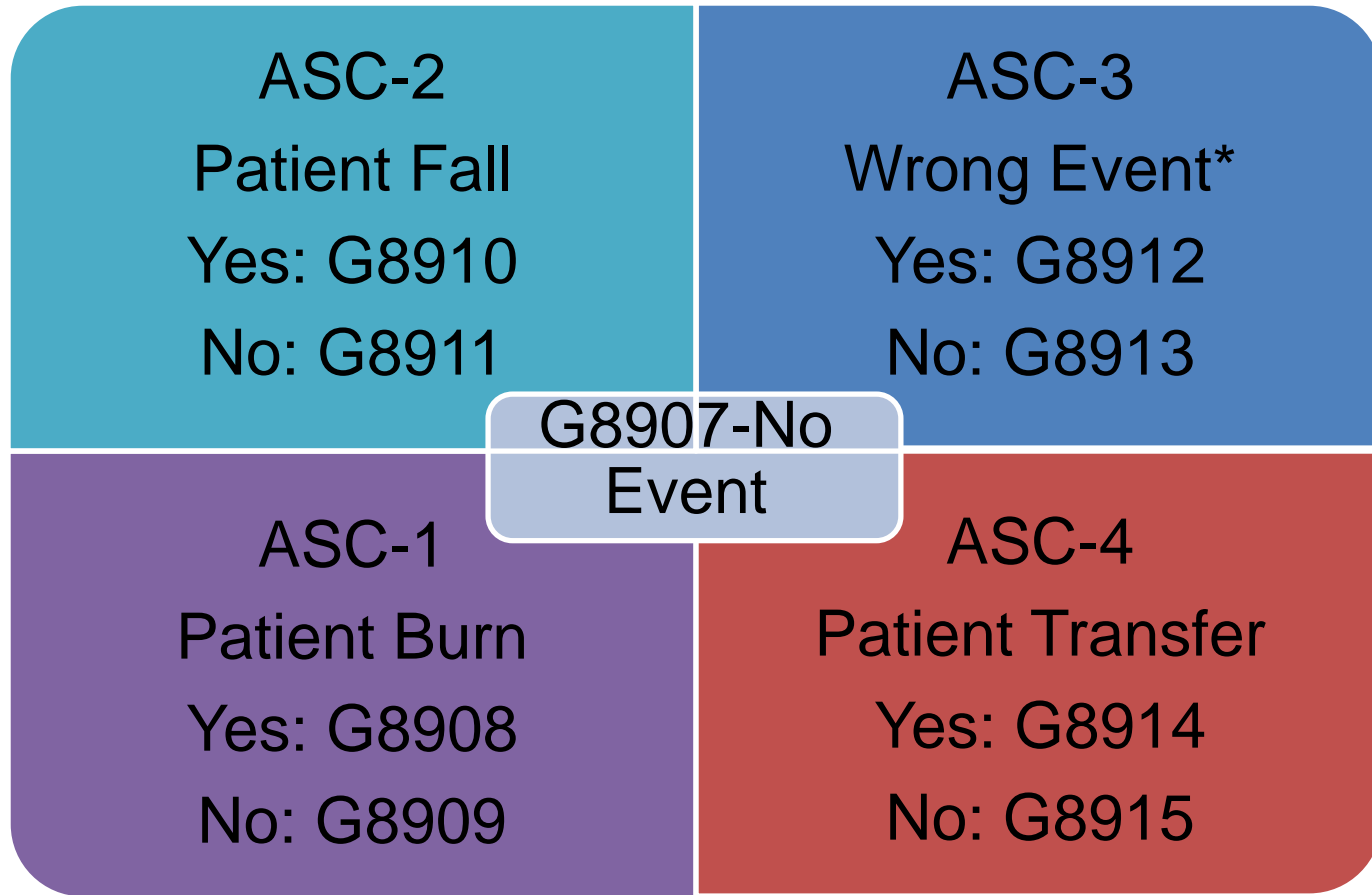 ASC-2
Patient Fall
Yes: G8910
No: G8911
ASC-3
Wrong Event*
Yes: G8912
No: G8913
G8907-No
Event
ASC-1
Patient Burn
Yes: G8908
No: G8909
ASC-4
Patient Transfer
Yes: G8914
No: G8915